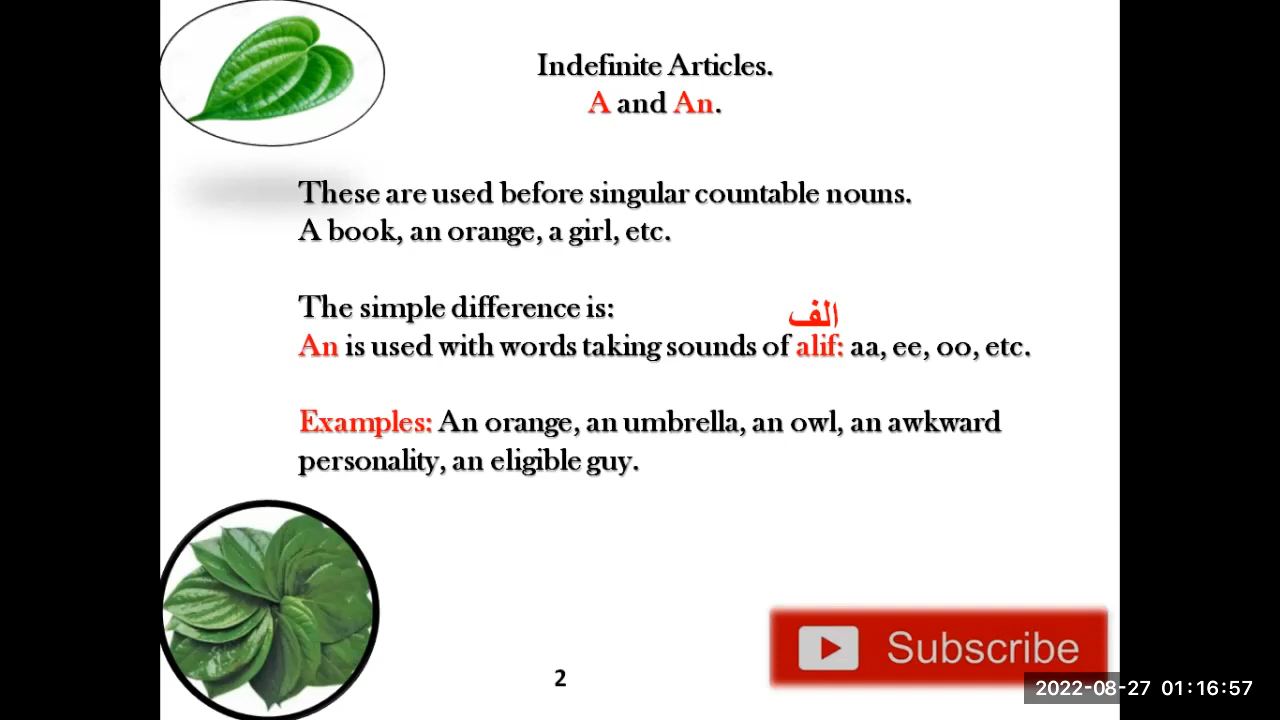 Indefinite Articles.
A and An.
These are used before singular countable nouns.
A book, an orange, a girl, etc.
The simple difference is:
الف
An is used with words taking sounds of alif: aa, ee, oo, etc.
Examples: An orange, an umbrella, an owl, an awkward
personality, an eligible guy.
Subscribe
2
2022-08-27 01:16:57